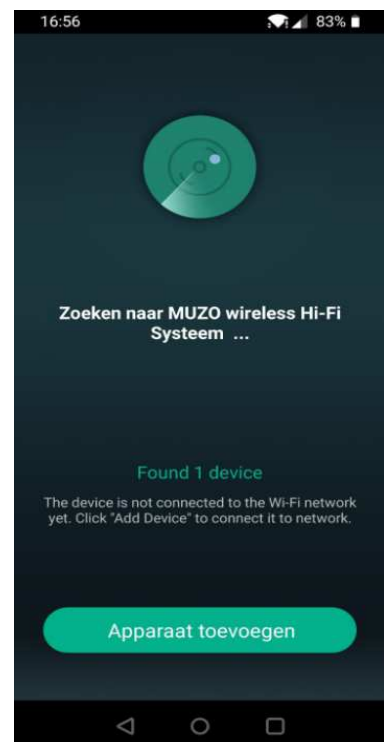 16:56
83%
Zoeken naar MUZO wireless Hi-Fi
Systeem ...
Found 1 device
The device is not connected to the Wi-Fi network
yet. Click "Add Device" to connect it to network.
Apparaat toevoegen